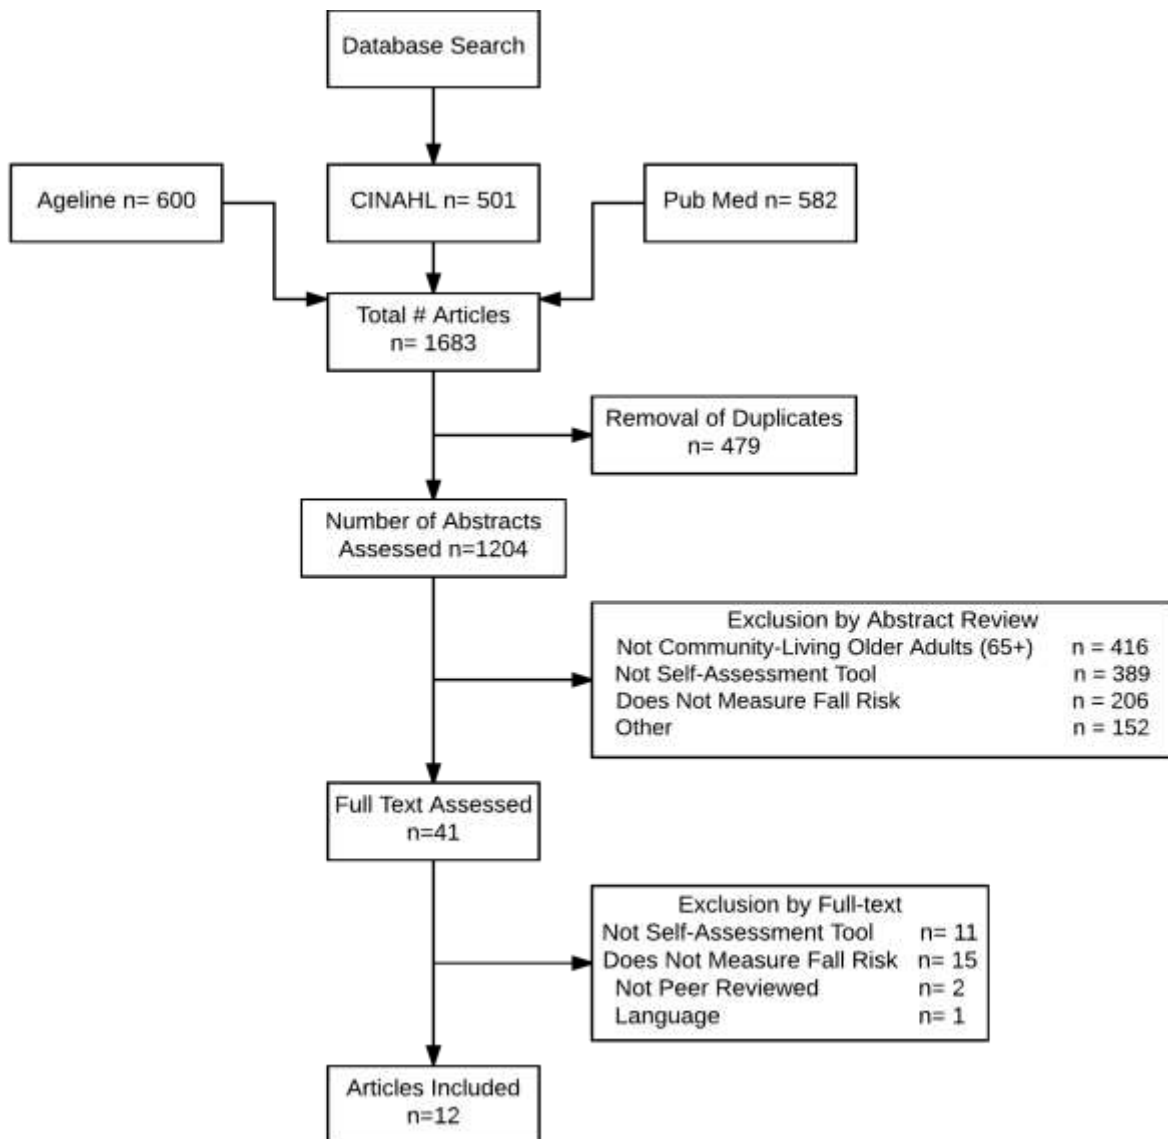 Database Search
Ageline n= 600
CINAHL n= 501
Pub Med n= 582
Total # Articles
n= 1683
Removal of Duplicates
n= 479
Number of Abstracts
Assessed n=1204
Exclusion by Abstract Review
Not Community-Living Older Adults (65+) n = 416
Not Self-Assessment Tool n = 389
Does Not Measure Fall Risk n = 206
Other n = 152
Full Text Assessed
n=41
Exclusion by Full-text
Not Self-Assessment Tool n= 11
Does Not Measure Fall Risk n= 15
Not Peer Reviewed n= 2
Language n= 1
Articles Included
n=12